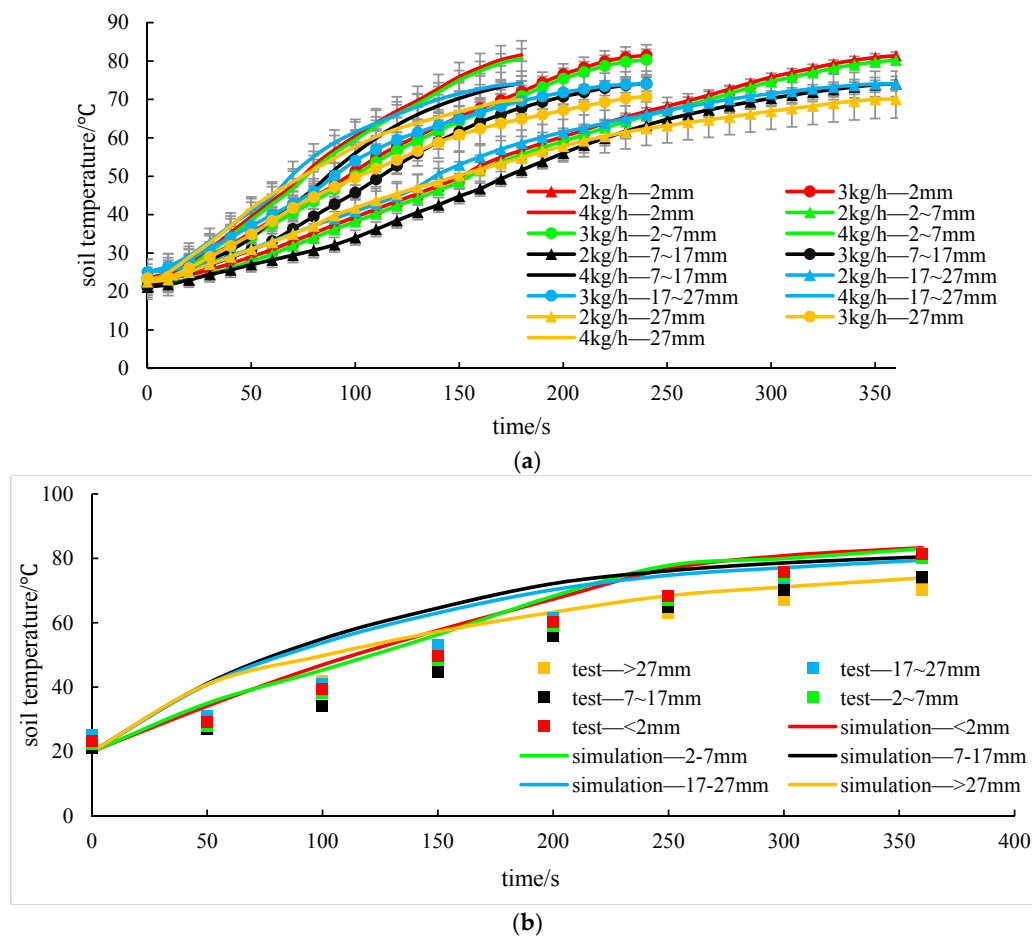 90
80
70
60
50
40
30
20
10
0
soil temperature/°C
2kg/h—2mm 3kg/h—2mm
4kg/h—2mm 2kg/h—2~7mm
3kg/h—2~7mm 4kg/h—2~7mm
2kg/h—7~17mm 3kg/h—7~17mm
4kg/h—7~17mm 2kg/h—17~27mm
3kg/h—17~27mm 4kg/h—17~27mm
2kg/h—27mm 3kg/h—27mm
4kg/h—27mm
0 50 100 150 200 250 300 350
time/s
(a)
100
80
60
40
20
0
soil temperature/°C
test—>27mm test—17~27mm
test—7~17mm test—2~7mm
test—<2mm simulation—<2mm
simulation—2-7mm simulation—7-17mm
simulation—17-27mm simulation—>27mm
0 50 100 150 200 250 300 350 400
time/s
(b)